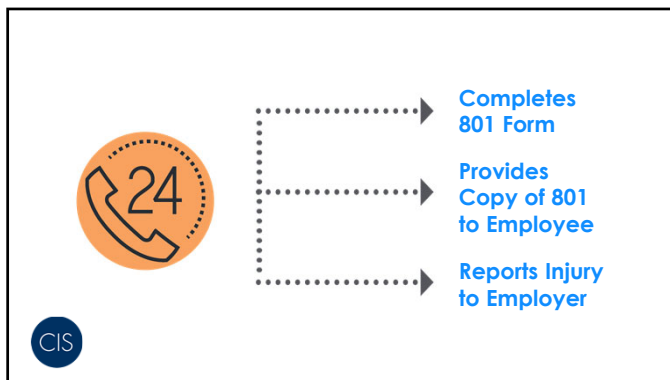 24
Completes
801 Form
Provides
Copy of 801
to Employee
Reports Injury
to Employer
CIS